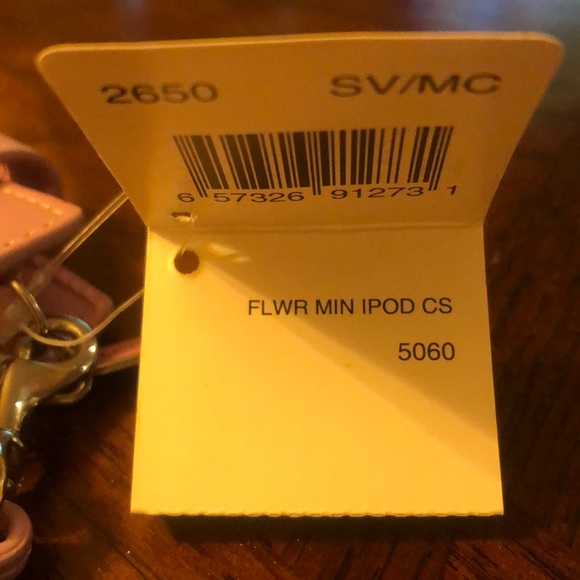 2650 SV/MC
6 57326 91273 1
FLWR MIN IPOD CS
5060